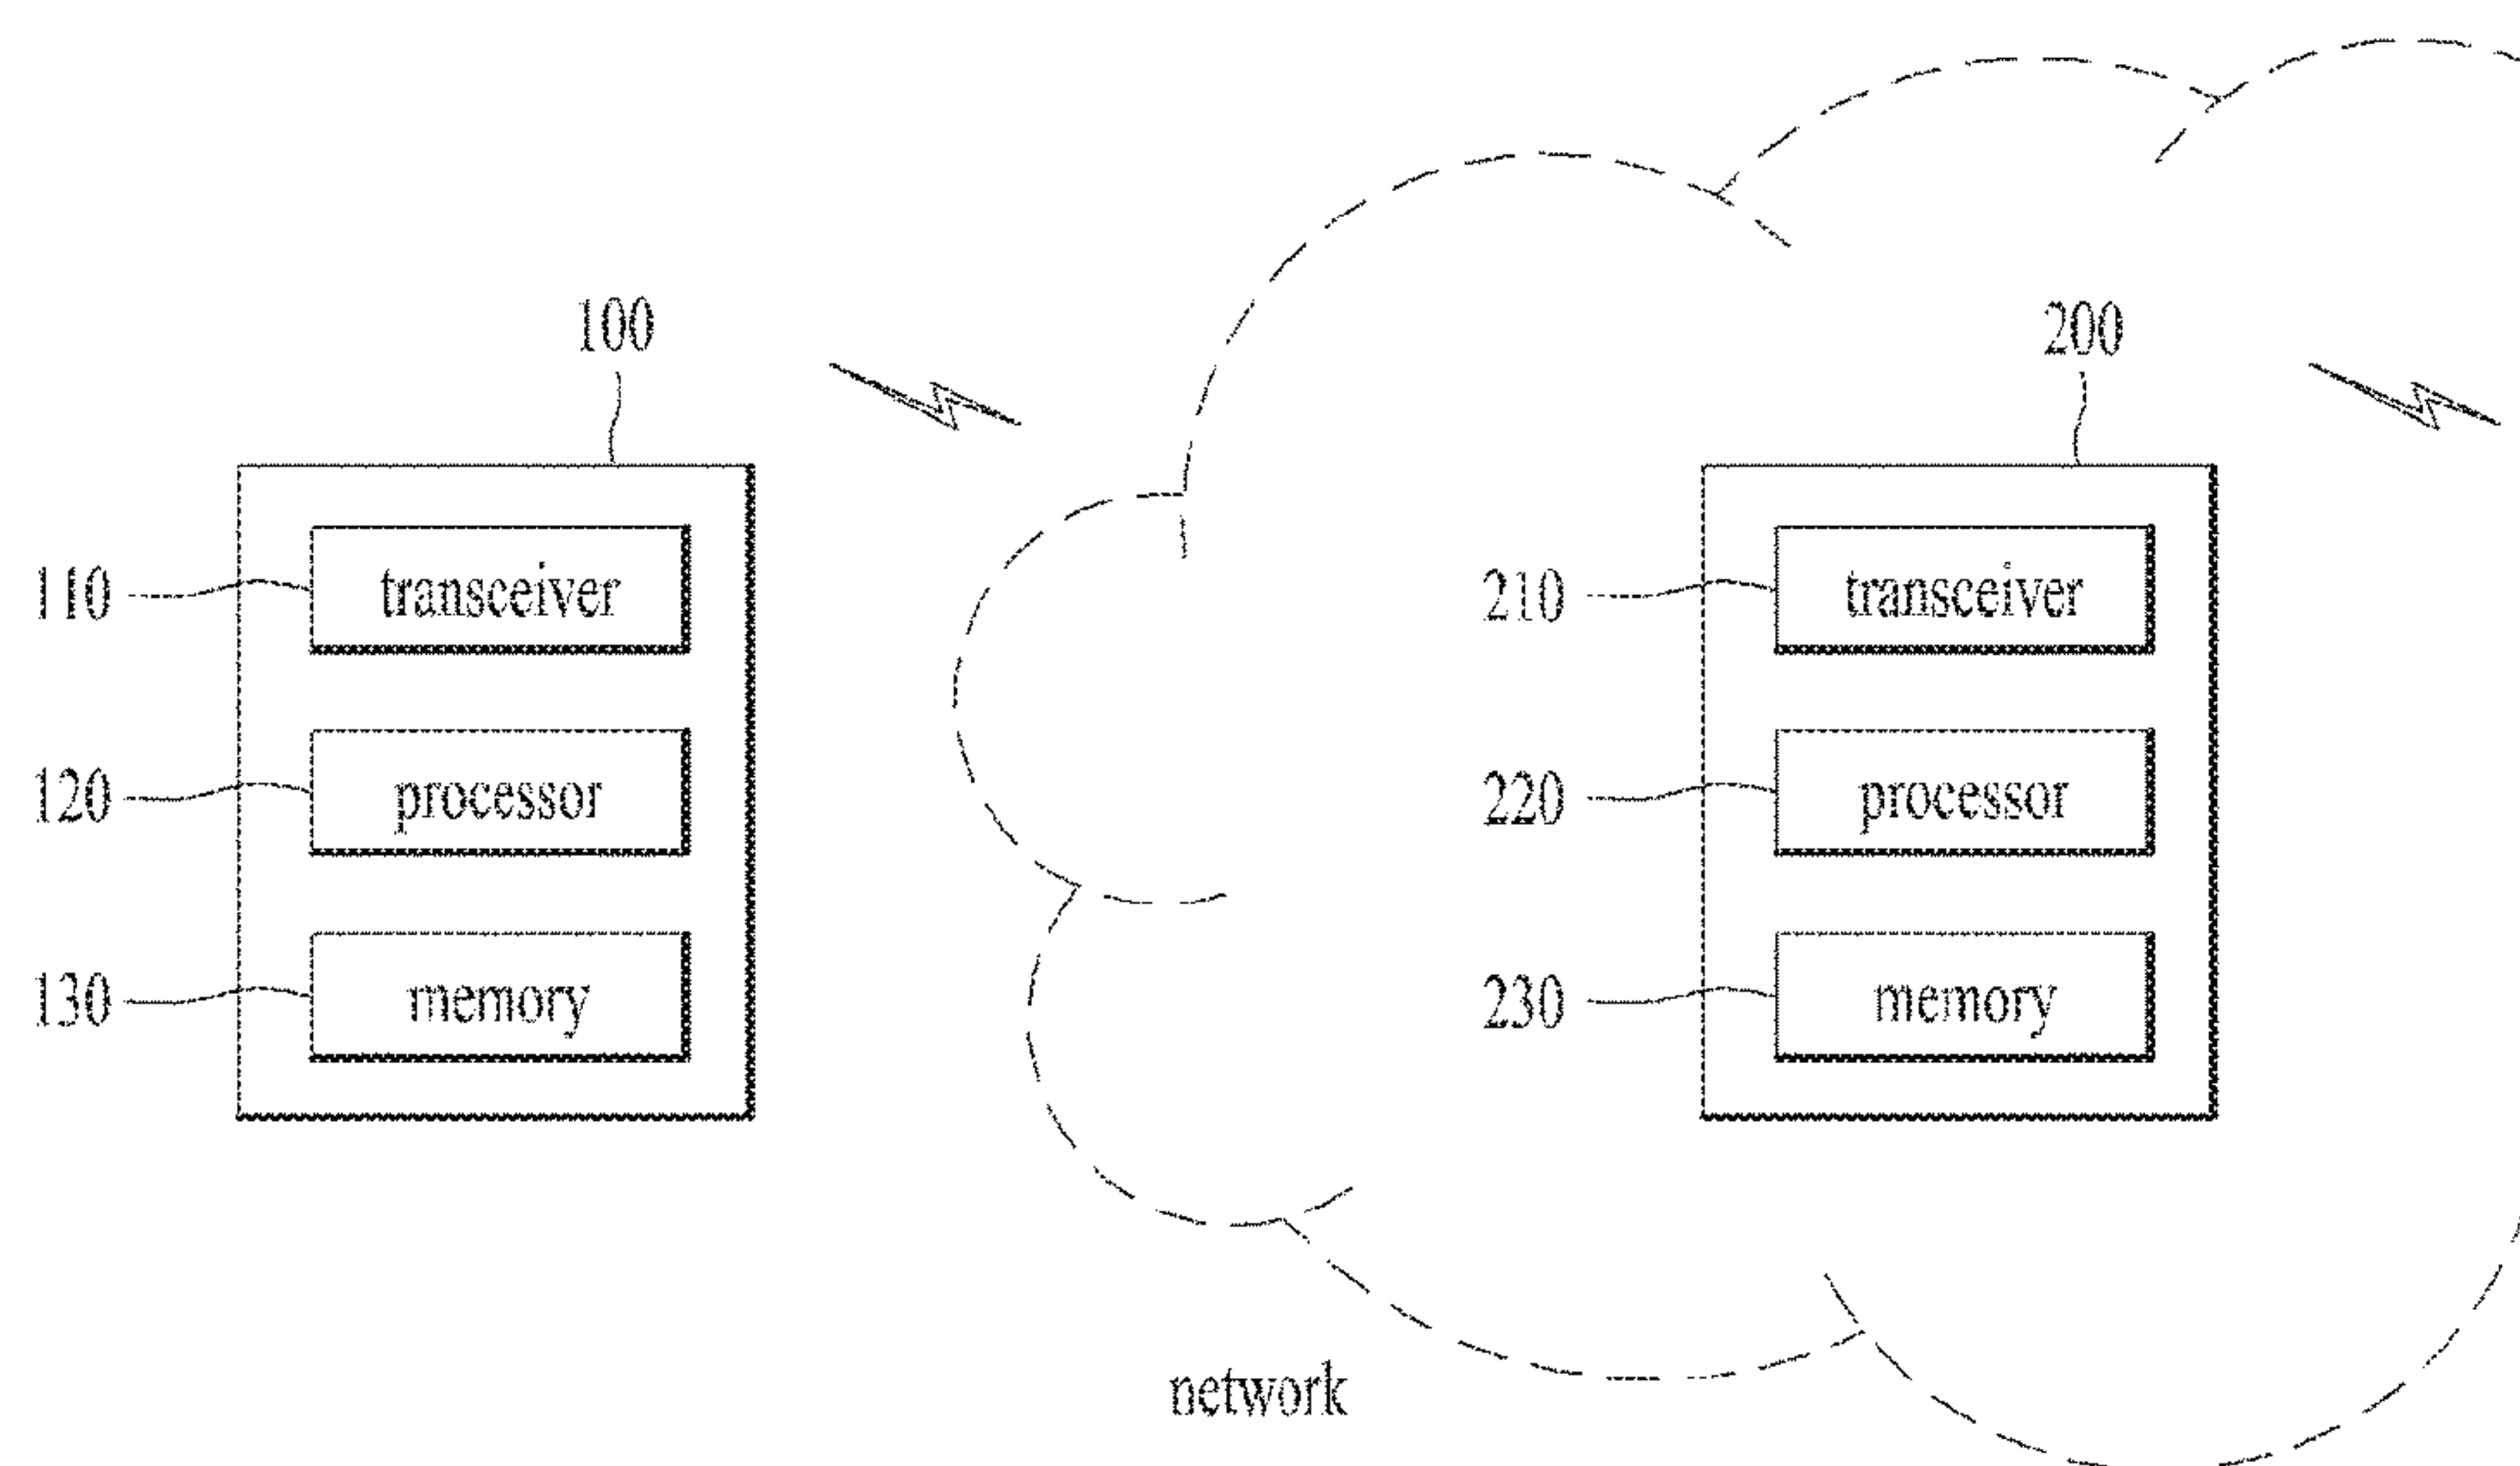 100
200
110 transceiver
210 transceiver
120 processor
220 processor
130 memory
230 memory
network